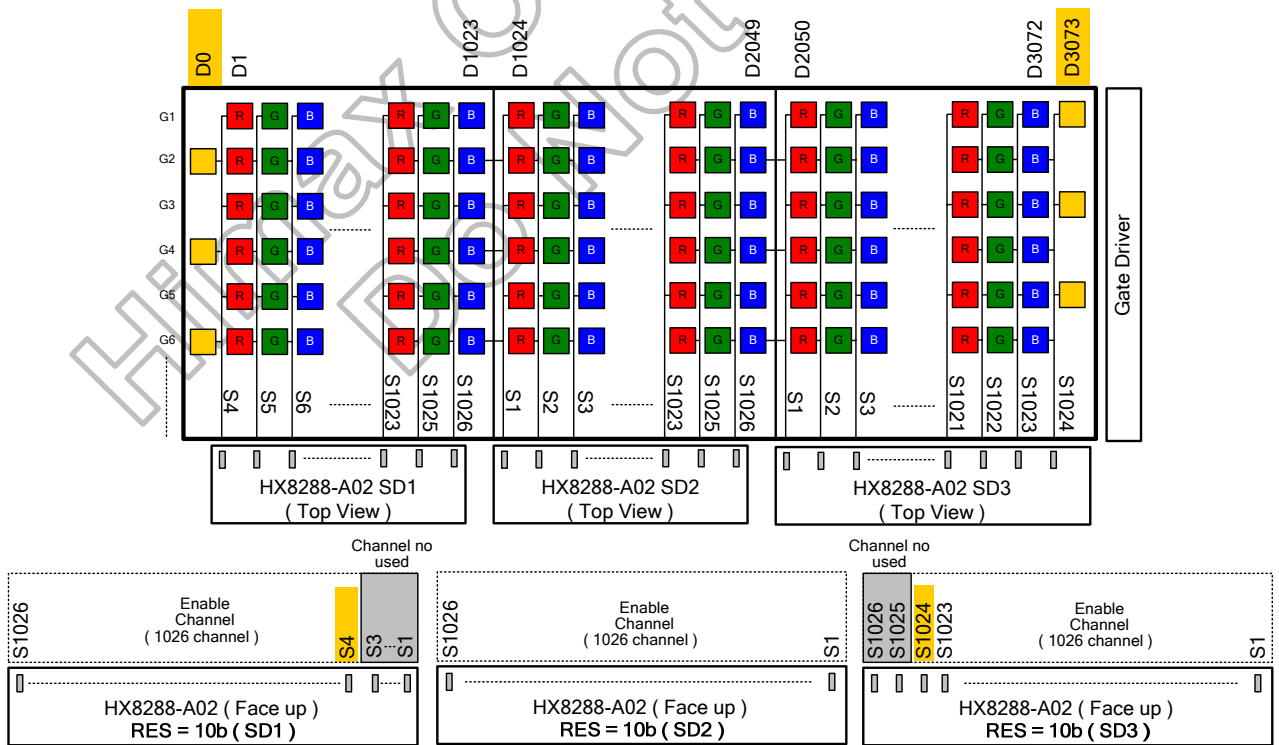 D0 D1 D1023 D1024 D2049 D2050 D3072 D3073
G1 R G B R G B R G B R G B R G B R G B
G2 R G B R G B R G B R G B R G B R G B
G3 R G B R G B R G B R G B R G B R G B
G4 R G B R G B R G B R G B R G B R G B
G5 R G B R G B R G B R G B R G B R G B
G6 R G B R G B R G B R G B R G B R G B
Gate Driver
S4 S5 S6 S1023 S1025 S1026 S1 S2 S3 S1023 S1025 S1026 S1 S2 S3 S1021 S1022 S1023 S1024
HX8288-A02 SD1
( Top View )
HX8288-A02 SD2
( Top View )
HX8288-A02 SD3
( Top View )
Channel no
used
S1026
Enable
Channel
( 1026 channel )
S4 S3 S1
HX8288-A02 ( Face up )
RES = 10b ( SD1 )
S1026
Enable
Channel
( 1026 channel )
S1
HX8288-A02 ( Face up )
RES = 10b ( SD2 )
Channel no
used
S1026 S1025 S1024 S1023
Enable
Channel
( 1026 channel )
S1
HX8288-A02 ( Face up )
RES = 10b ( SD3 )
Himax
Do Not